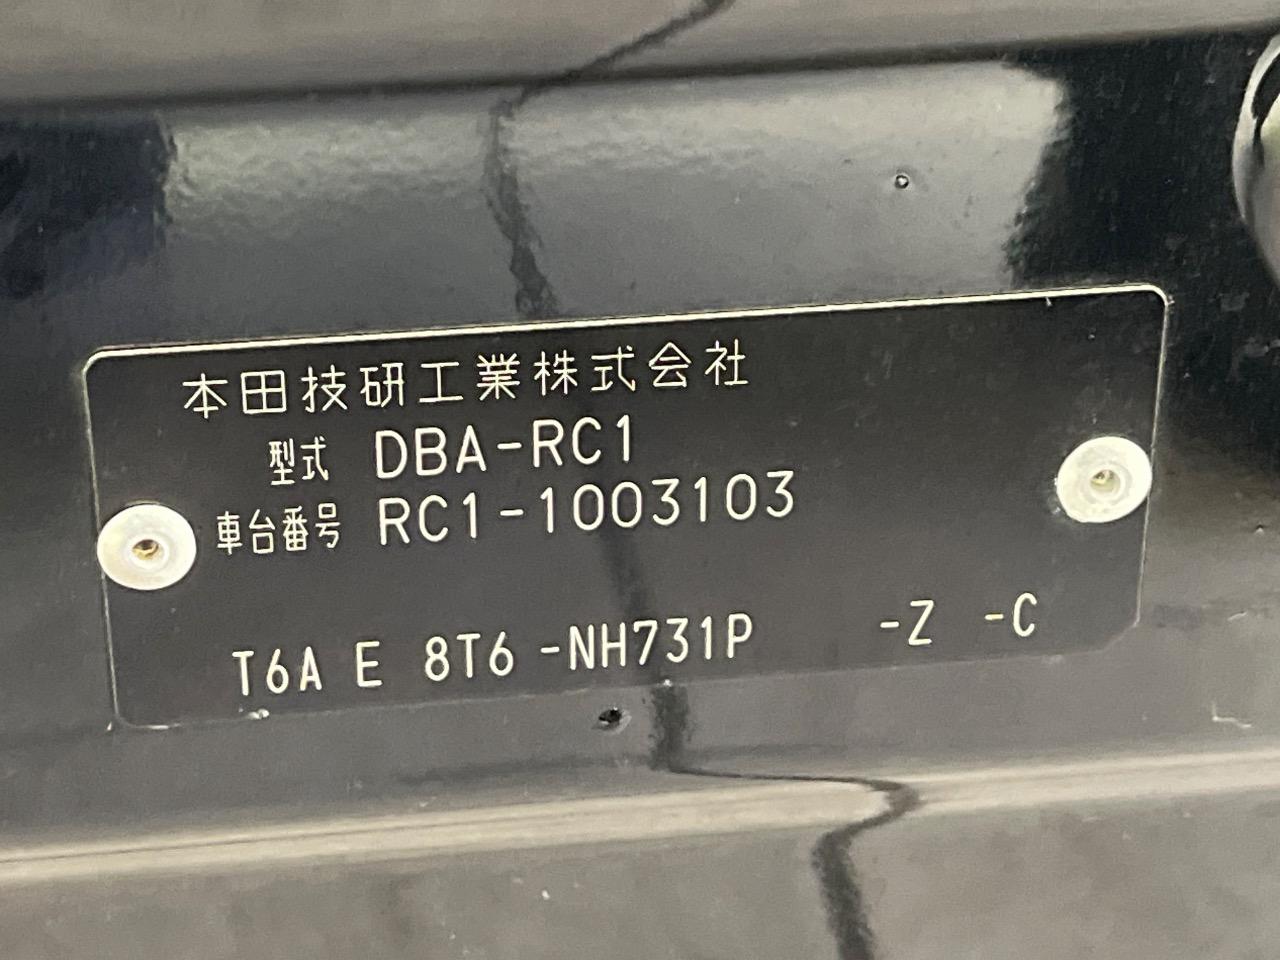 本田技研工業株式会社
型式 DBA-RC1
車台番号 RC1-1003103
T6A E 8T6 -NH731P -Z -C